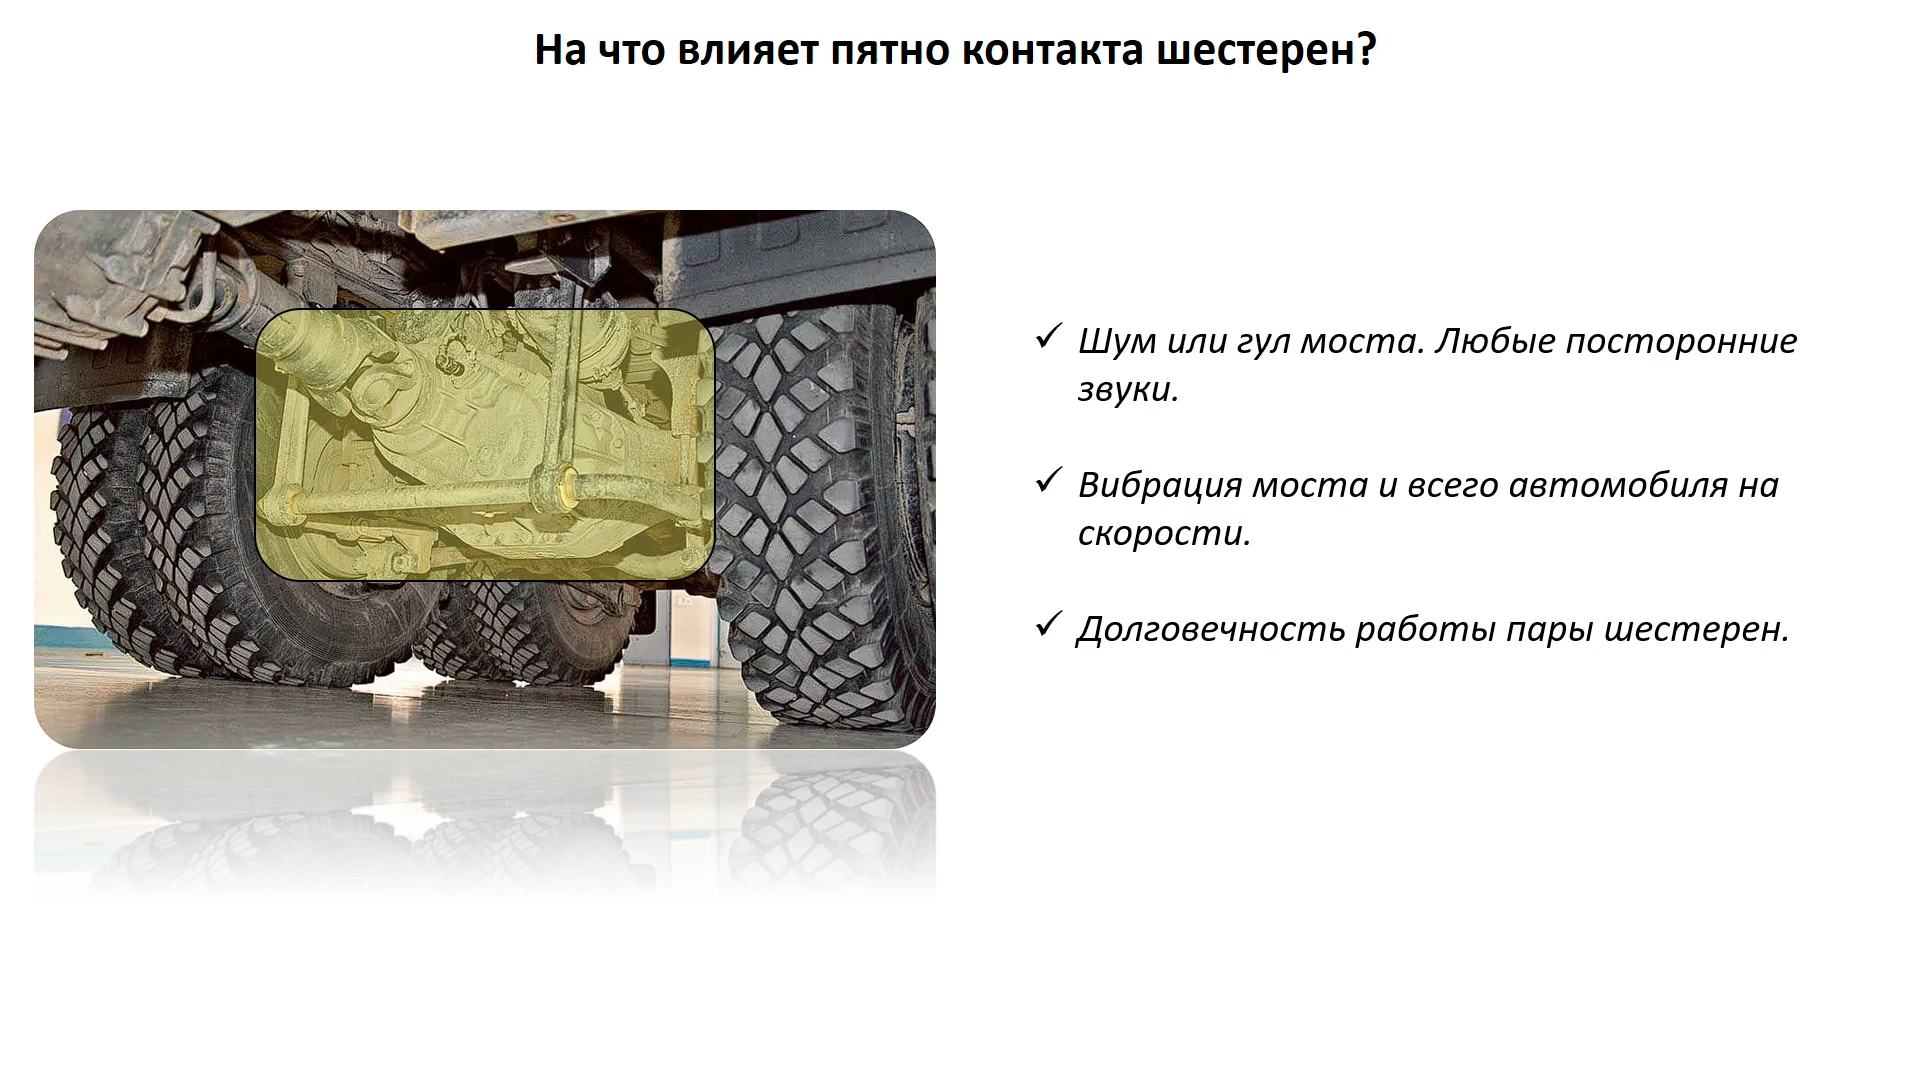 На что влияет пятно контакта шестерен?
✓ Шум или гул моста. Любые посторонние
звуки.
✓ Вибрация моста и всего автомобиля на
скорости.
✓ Долговечность работы пары шестерен.